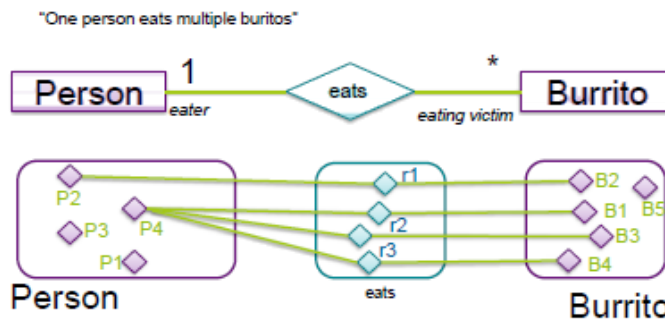 "One person eats multiple buritos"
1
*
Person
eats
Burrito
eater
eating victim
r1
B2
P2
B5
P4
B1
P3
r2
B3
r3
P1
B4
Person
eats
Burrito